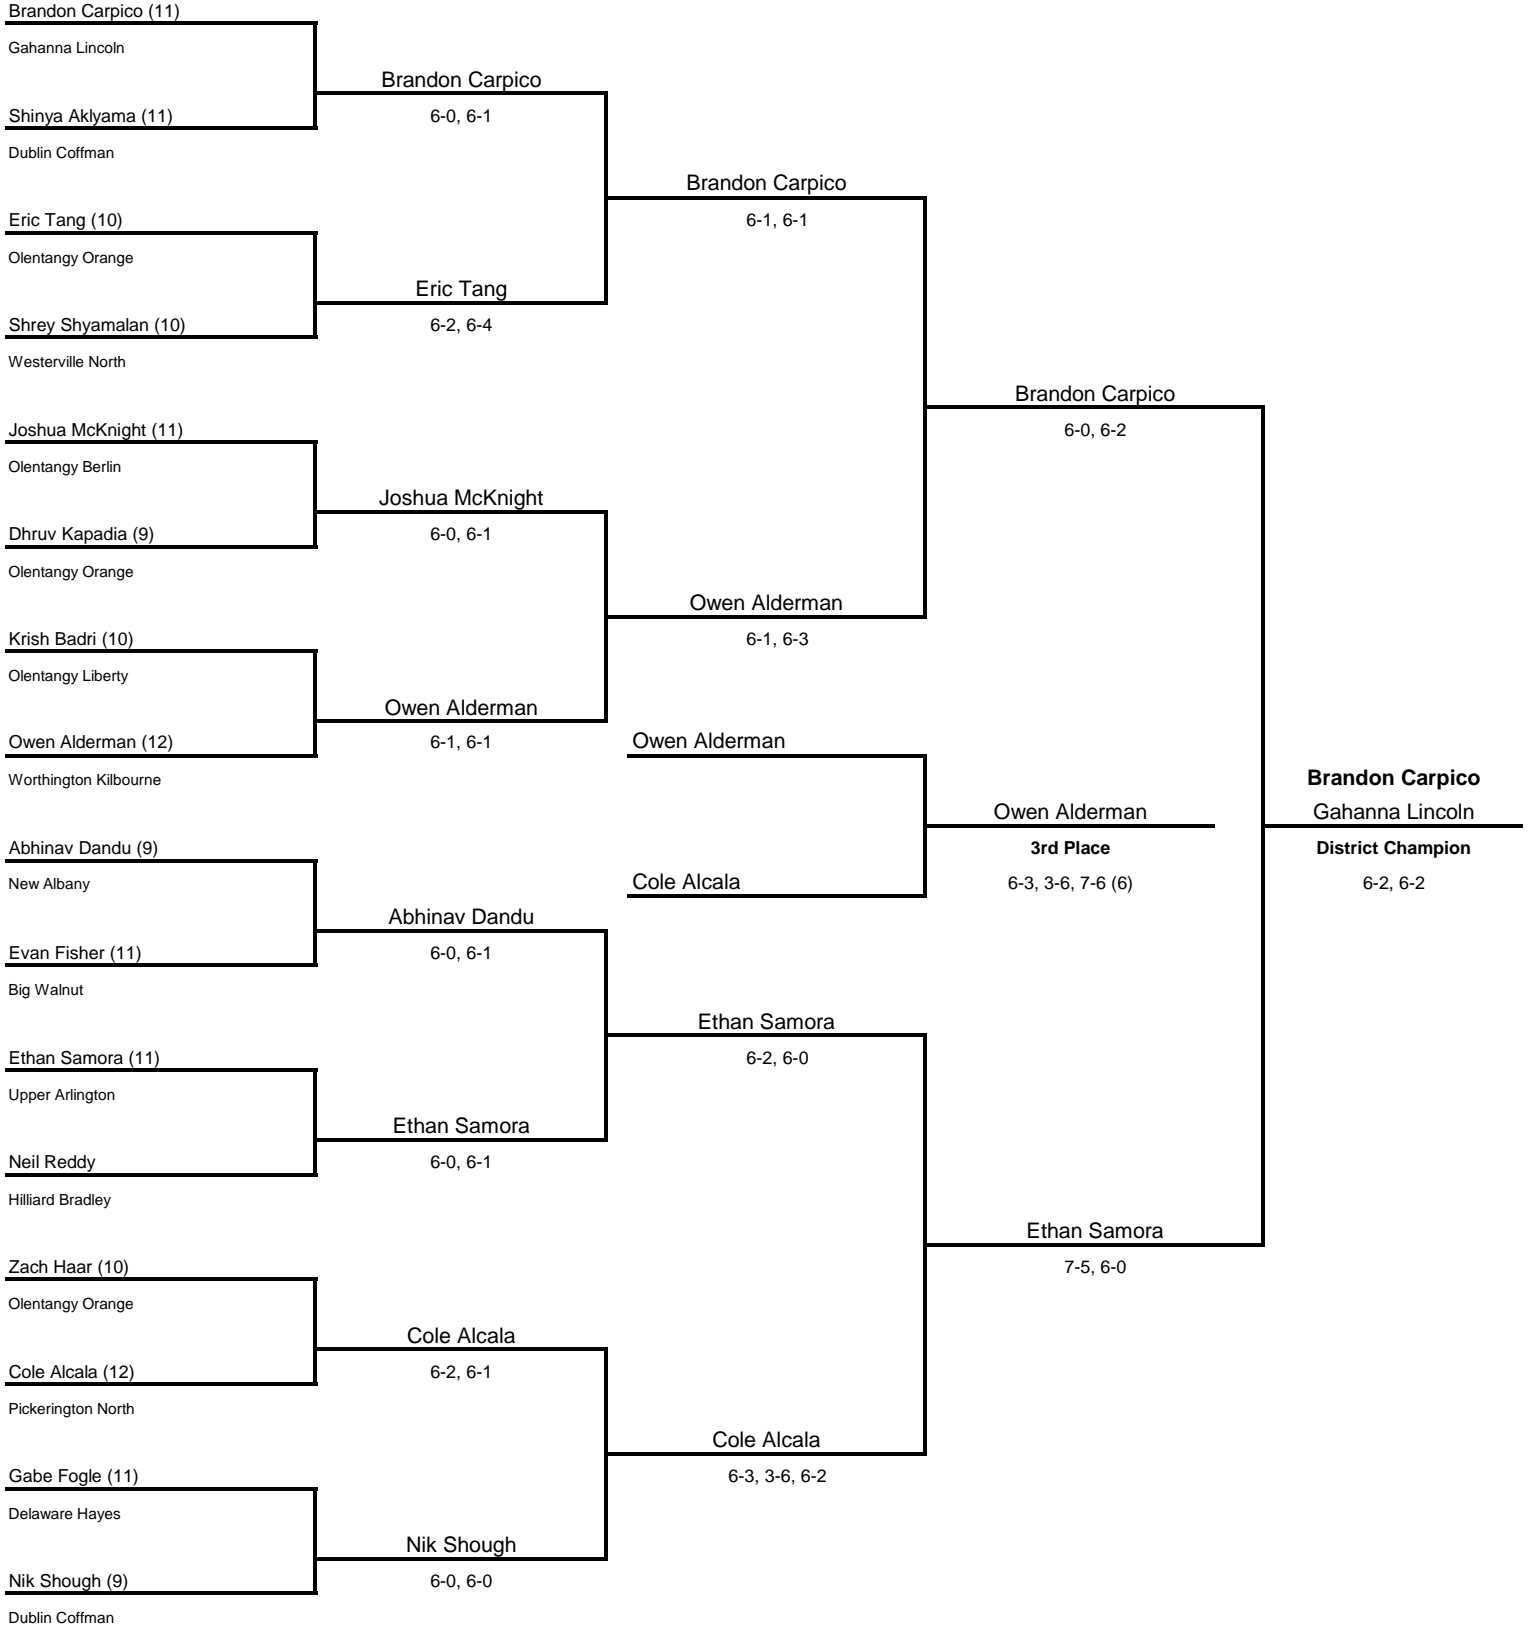 Brandon Carpico (11)
Gahanna Lincoln
Shinya Aklyama (11)
Dublin Coffman
Eric Tang (10)
Olentangy Orange
Shrey Shyamalan (10)
Westerville North
Joshua McKnight (11)
Olentangy Berlin
Dhruv Kapadia (9)
Olentangy Orange
Krish Badri (10)
Olentangy Liberty
Owen Alderman (12)
Worthington Kilbourne
Abhinav Dandu (9)
New Albany
Evan Fisher (11)
Big Walnut
Ethan Samora (11)
Upper Arlington
Neil Reddy
Hilliard Bradley
Zach Haar (10)
Olentangy Orange
Cole Alcala (12)
Pickerington North
Gabe Fogle (11)
Delaware Hayes
Nik Shough (9)
Dublin Coffman
Brandon Carpico
6-0, 6-1
Eric Tang
6-2, 6-4
Joshua McKnight
6-0, 6-1
Owen Alderman
6-1, 6-1
Abhinav Dandu
6-0, 6-1
Ethan Samora
6-0, 6-1
Cole Alcala
6-2, 6-1
Nik Shough
6-0, 6-0
Brandon Carpico
6-1, 6-1
Owen Alderman
6-1, 6-3
Owen Alderman
Cole Alcala
Ethan Samora
6-2, 6-0
Cole Alcala
6-3, 3-6, 6-2
Brandon Carpico
6-0, 6-2
Owen Alderman
3rd Place
6-3, 3-6, 7-6 (6)
Ethan Samora
7-5, 6-0
Brandon Carpico
Gahanna Lincoln
District Champion
6-2, 6-2